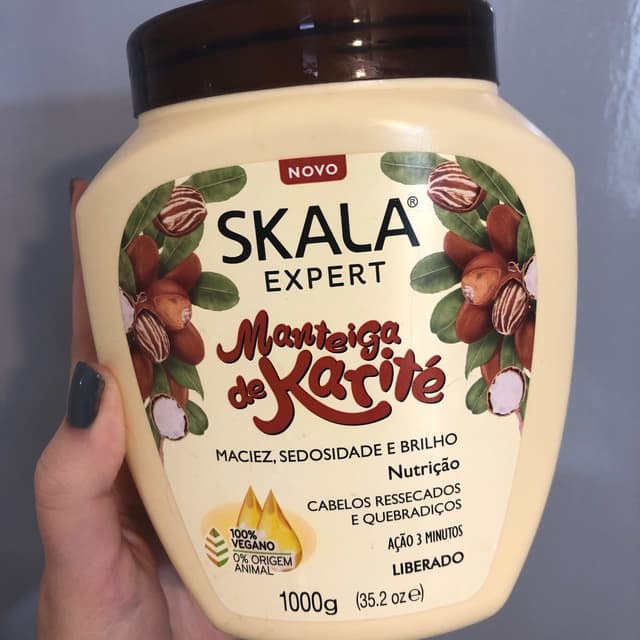 NOVO
SKALA®
EXPERT
Manteiga
de Karité
MACIEZ, SEDOSIDADE E BRILHO
Nutrição
CABELOS RESSECADOS
E QUEBRADIÇOS
AÇÃO 3 MINUTOS
LIBERADO
100%
VEGANO
0% ORIGEM
ANIMAL
1000g (35.2 oz e)